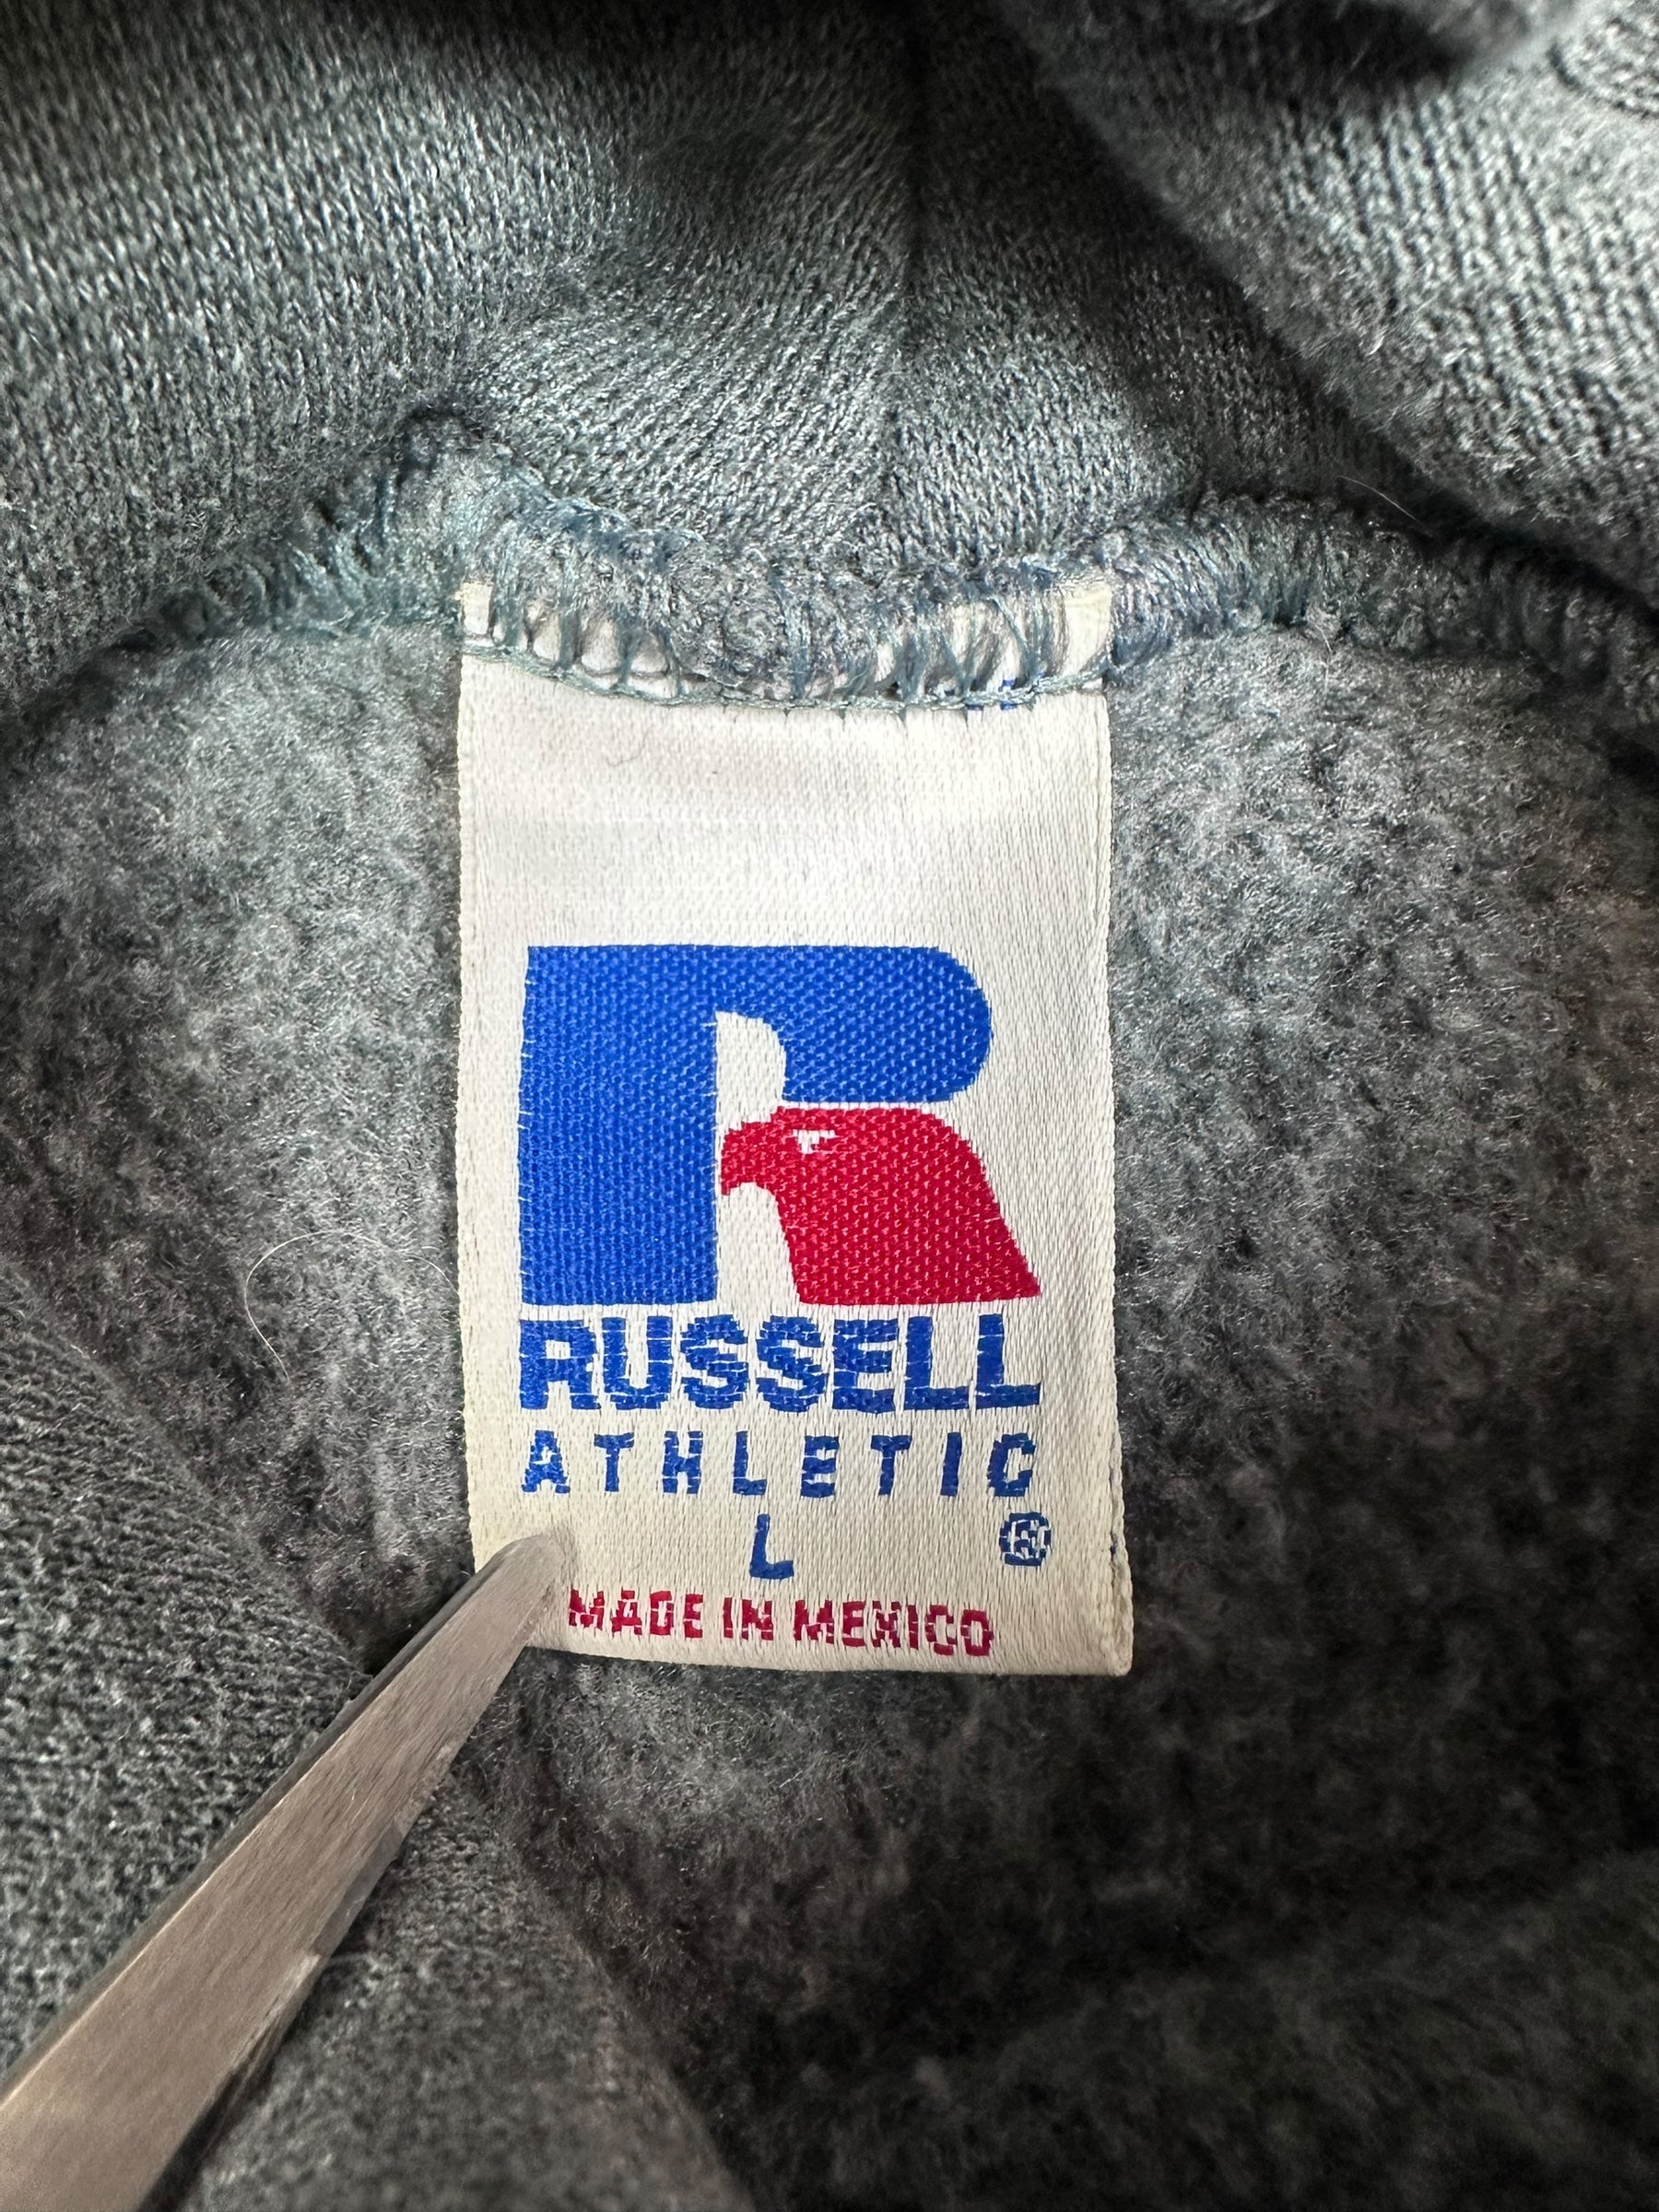 RUSSELL
ATHLETIC
L ®
MADE IN MEXICO